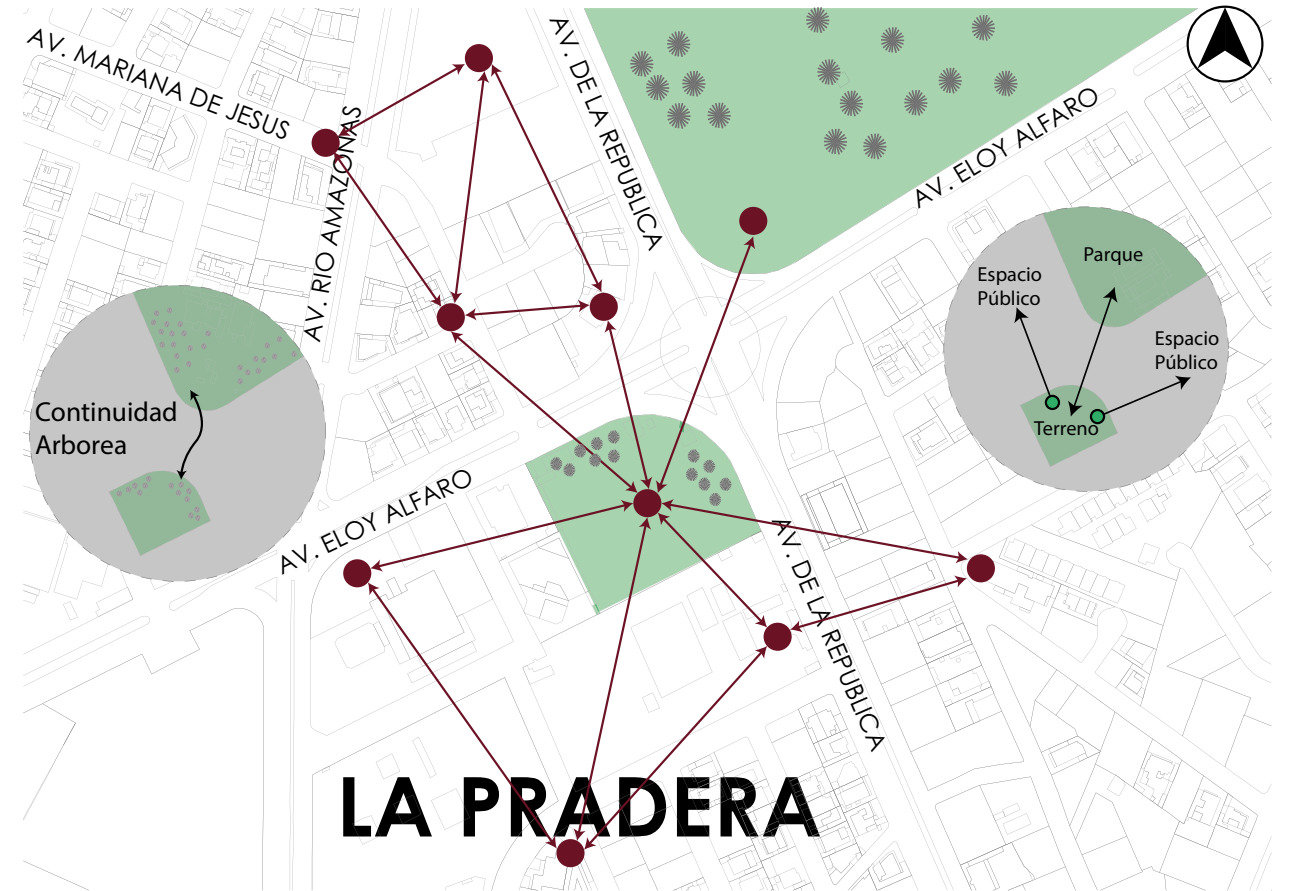 AV. MARIANA DE JESUS
AV. RIO AMAZONAS
AV. DE LA REPUBLICA
AV. ELOY ALFARO
Espacio
Público
Parque
Espacio
Público
Terreno
Continuidad
Arborea
AV. ELOY ALFARO
AV. DE LA REPUBLICA
LA PRADERA